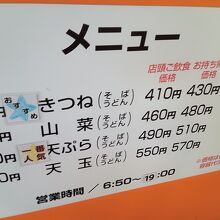 メニュー
店頭ご飲食 お持ち帰
価格 価格
おすすめ きつね (そば うどん) 410円 430円
山菜 (そば うどん) 460円 480円
一番人気 天ぷら (そば うどん) 490円 510円
天玉 (そば うどん) 550円 570円
営業時間 / 6:50~19:00
※価格は